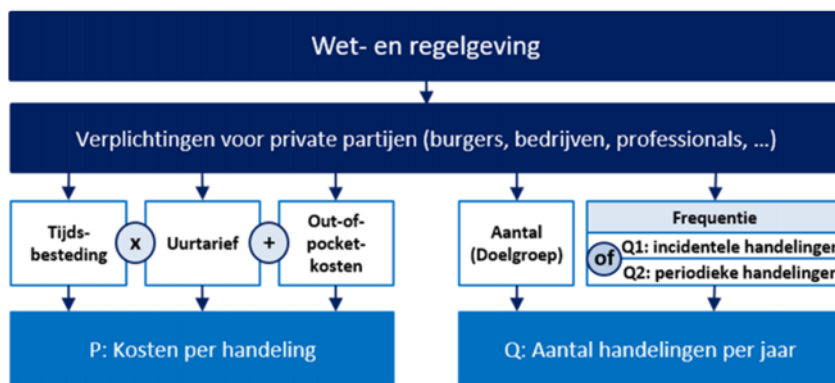 Wet- en regelgeving
Verplichtingen voor private partijen (burgers, bedrijven, professionals, ...)
Tijds-
besteding
x
Uurtarief
+
Out-of-
pocket-
kosten
Aantal
(Doelgroep)
Frequentie
of
Q1: incidentele handelingen
Q2: periodieke handelingen
P: Kosten per handeling
Q: Aantal handelingen per jaar